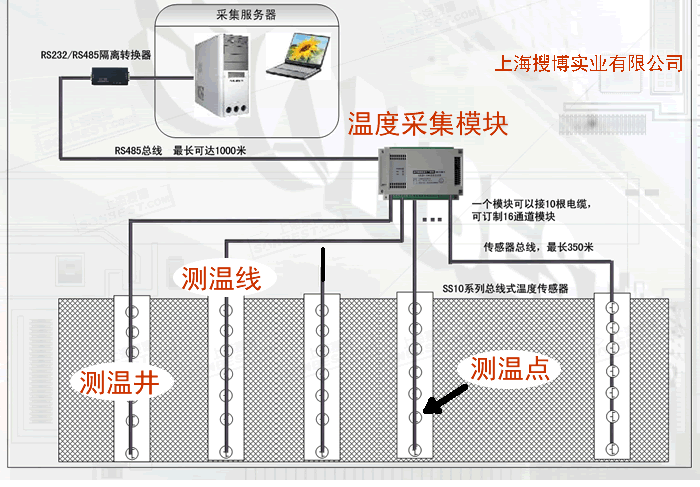 采集服务器
RS232/RS485隔离转换器
上海搜博实业有限公司
温度采集模块
RS485总线 最长可达1000米
一个模块可以接10根电缆，
可订制16通道模块
传感器总线，最长350米
测温线
SS10系列总线式温度传感器
测温井
测温点